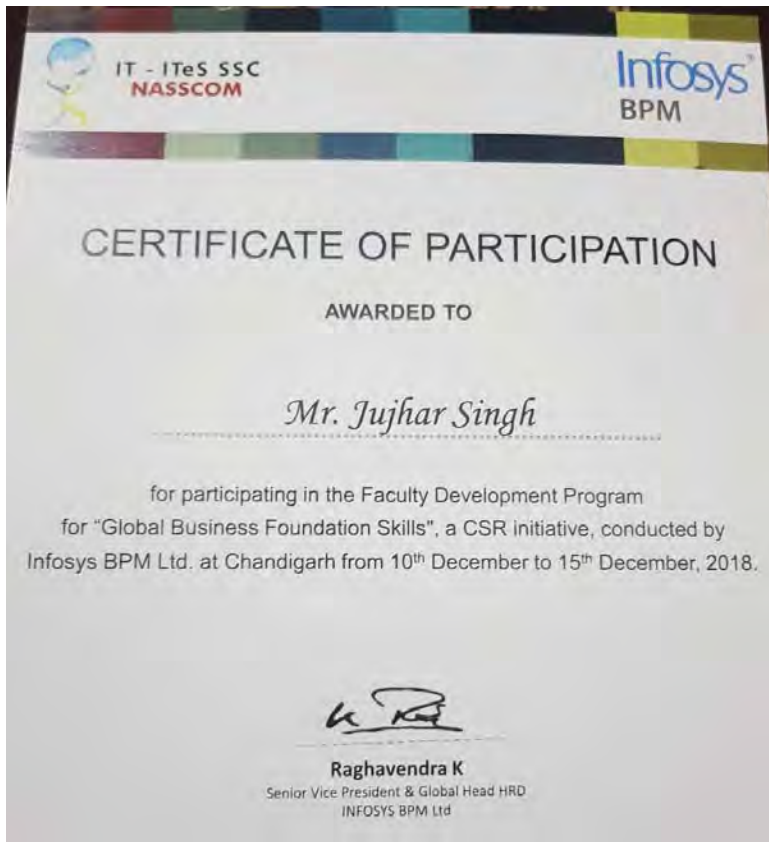 IT - ITeS SSC
NASSCOM
Infosys
BPM
CERTIFICATE OF PARTICIPATION
AWARDED TO
Mr. Jujhar Singh
for participating in the Faculty Development Program
for “Global Business Foundation Skills", a CSR initiative, conducted by
Infosys BPM Ltd. at Chandigarh from 10th December to 15th December, 2018.
Raghavendra K
Senior Vice President & Global Head HRD
INFOSYS BPM Ltd